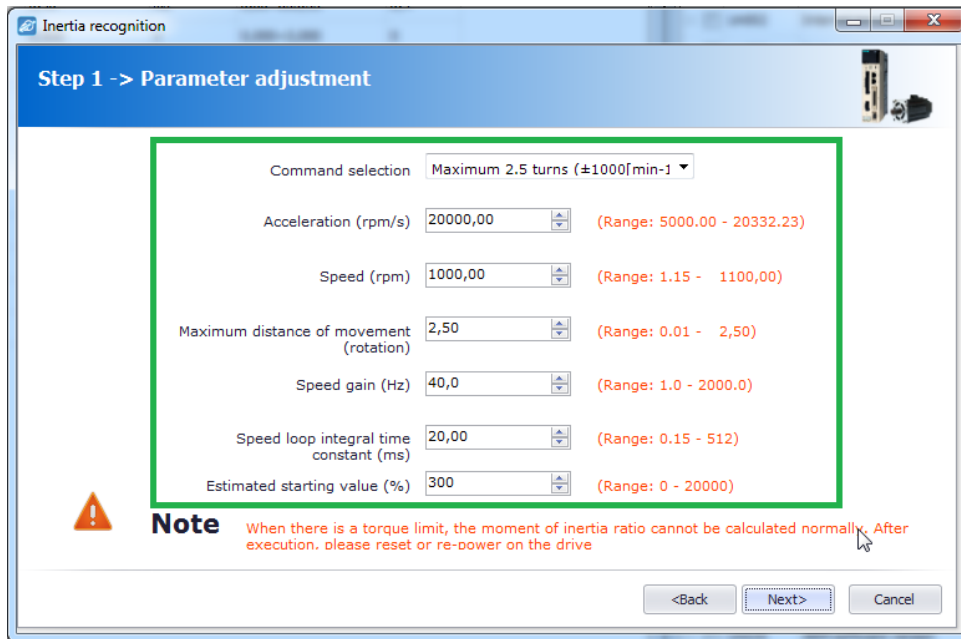 Inertia recognition
Step 1 -> Parameter adjustment
Command selection Maximum 2.5 turns (±1000[min-1
Acceleration (rpm/s) 20000,00 (Range: 5000.00 - 20332.23)
Speed (rpm) 1000,00 (Range: 1.15 - 1100,00)
Maximum distance of movement
(rotation) 2,50 (Range: 0.01 - 2,50)
Speed gain (Hz) 40,0 (Range: 1.0 - 2000.0)
Speed loop integral time
constant (ms) 20,00 (Range: 0.15 - 512)
Estimated starting value (%) 300 (Range: 0 - 20000)
Note When there is a torque limit, the moment of inertia ratio cannot be calculated normally. After
execution, please reset or re-power on the drive
<Back Next> Cancel